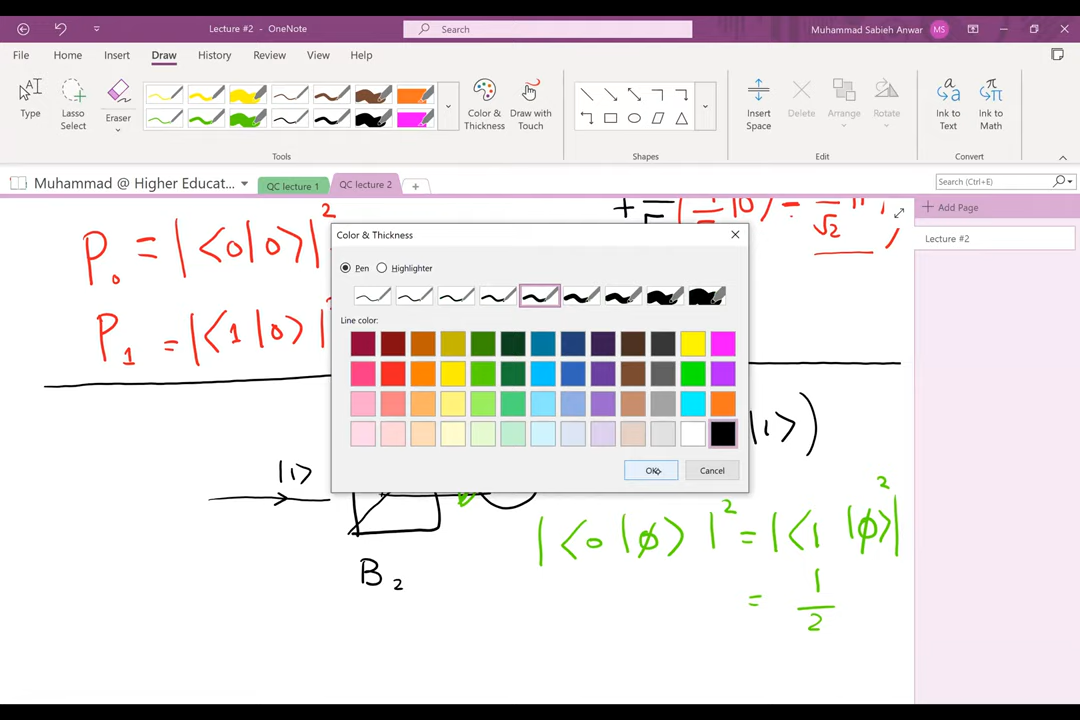 Lecture #2 - OneNote
Search
Muhammad Sabieh Anwar MS
File Home Insert Draw History Review View Help
Type
Lasso Select
Eraser
Color & Thickness
Draw with Touch
Insert Space
Delete
Arrange
Rotate
Ink to Text
Ink to Math
Tools
Shapes
Edit
Convert
Muhammad @ Higher Educat...
QC lecture 1
QC lecture 2
+
Search (Ctrl+E)
+ Add Page
Lecture #2
P₀ = |<0|0>|²
P₁ = |<1|0>|²
√2
Color & Thickness
Pen
Highlighter
Line color:
OK
Cancel
|1>)
|1>
B₂
|<0|ϕ>|² = |<1|ϕ>|²
= 1/2